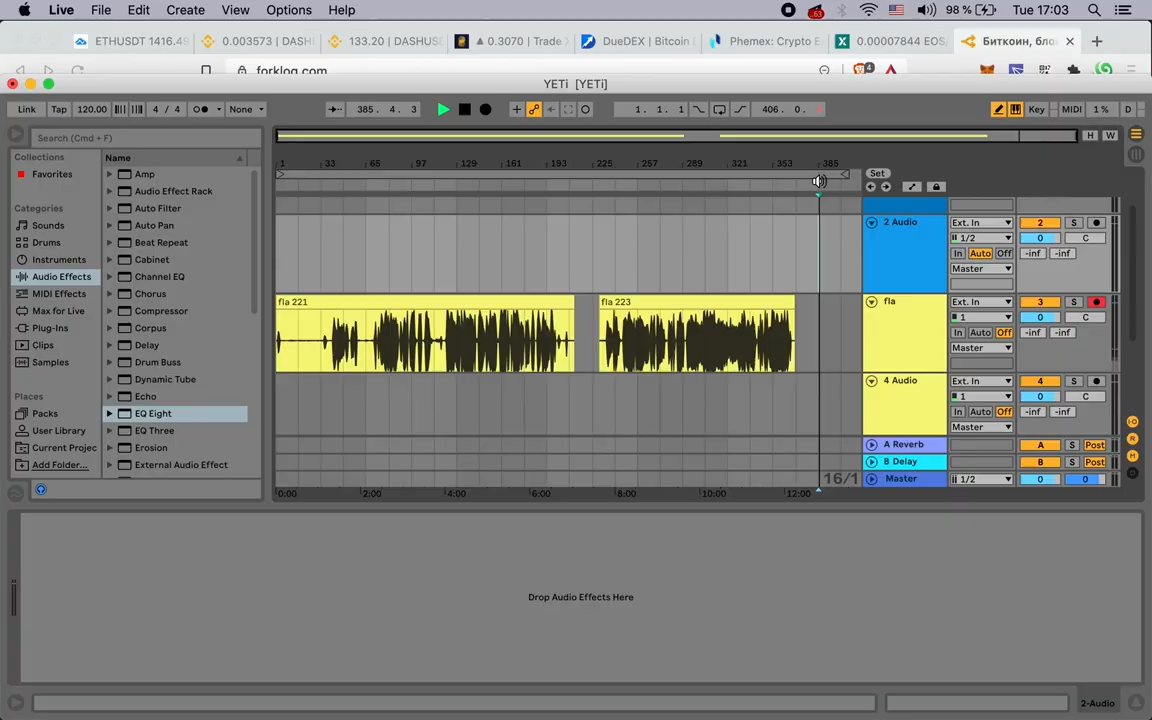 Live File Edit Create View Options Help
63 98 % Tue 17:03
ETHUSDT 1416.49 0.003573 | DASH 133.20 | DASHUS 0.3070 | Trade DueDEX | Bitcoin Phemex: Crypto E 0.00007844 EOS Биткоин, бло
forklog.com 4
YETi [YETi]
Link Tap 120.00 4 / 4 None 385. 4. 3 1. 1. 1 406. 0. Key MIDI 1 % D
Search (Cmd + F) H W
Collections Name
Favorites
Categories
Sounds
Drums
Instruments
Audio Effects
MIDI Effects
Max for Live
Plug-Ins
Clips
Samples
Places
Packs
User Library
Current Projec
Add Folder...
Amp
Audio Effect Rack
Auto Filter
Auto Pan
Beat Repeat
Cabinet
Channel EQ
Chorus
Compressor
Corpus
Delay
Drum Buss
Dynamic Tube
Echo
EQ Eight
EQ Three
Erosion
External Audio Effect
1 33 65 97 129 161 193 225 257 289 321 353 385
Set
2 Audio Ext. In 2 S
1/2 0 C
In Auto Off -inf -inf
Master
fla 221 fla 223
fla Ext. In 3 S
1 0 C
In Auto Off -inf -inf
Master
4 Audio Ext. In 4 S
1 0 C
In Auto Off -inf -inf
Master
A Reverb A S Post
B Delay B S Post
16/1 Master 1/2 0 0
0:00 2:00 4:00 6:00 8:00 10:00 12:00
Drop Audio Effects Here
2-Audio